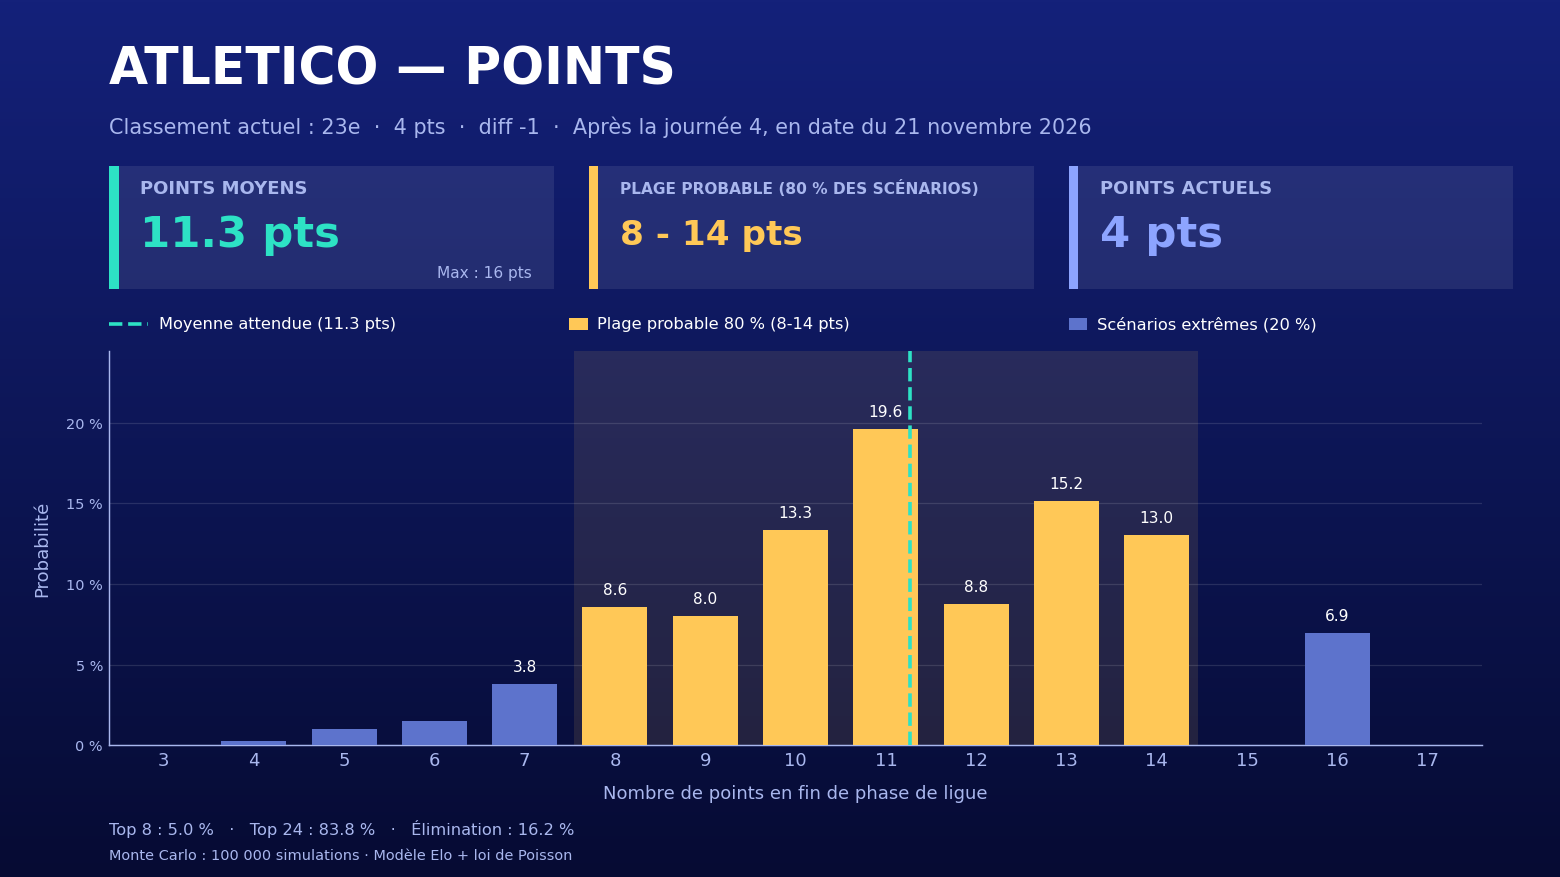 ATLETICO — POINTS
Classement actuel : 23e · 4 pts · diff -1 · Après la journée 4, en date du 21 novembre 2026
POINTS MOYENS
11.3 pts
Max : 16 pts
PLAGE PROBABLE (80 % DES SCÉNARIOS)
8 - 14 pts
POINTS ACTUELS
4 pts
Moyenne attendue (11.3 pts)
Plage probable 80 % (8-14 pts)
Scénarios extrêmes (20 %)
Probabilité
20 %
15 %
10 %
5 %
0 %
3.8
8.6
8.0
13.3
19.6
8.8
15.2
13.0
6.9
3 4 5 6 7 8 9 10 11 12 13 14 15 16 17
Nombre de points en fin de phase de ligue
Top 8 : 5.0 % · Top 24 : 83.8 % · Élimination : 16.2 %
Monte Carlo : 100 000 simulations · Modèle Elo + loi de Poisson